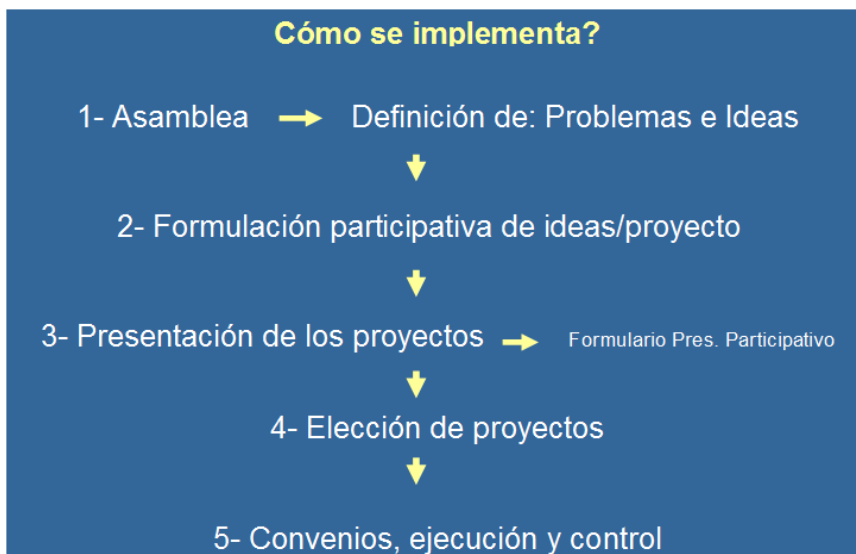 Cómo se implementa?
1- Asamblea Definición de: Problemas e Ideas
2- Formulación participativa de ideas/proyecto
3- Presentación de los proyectos Formulario Pres. Participativo
4- Elección de proyectos
5- Convenios, ejecución y control